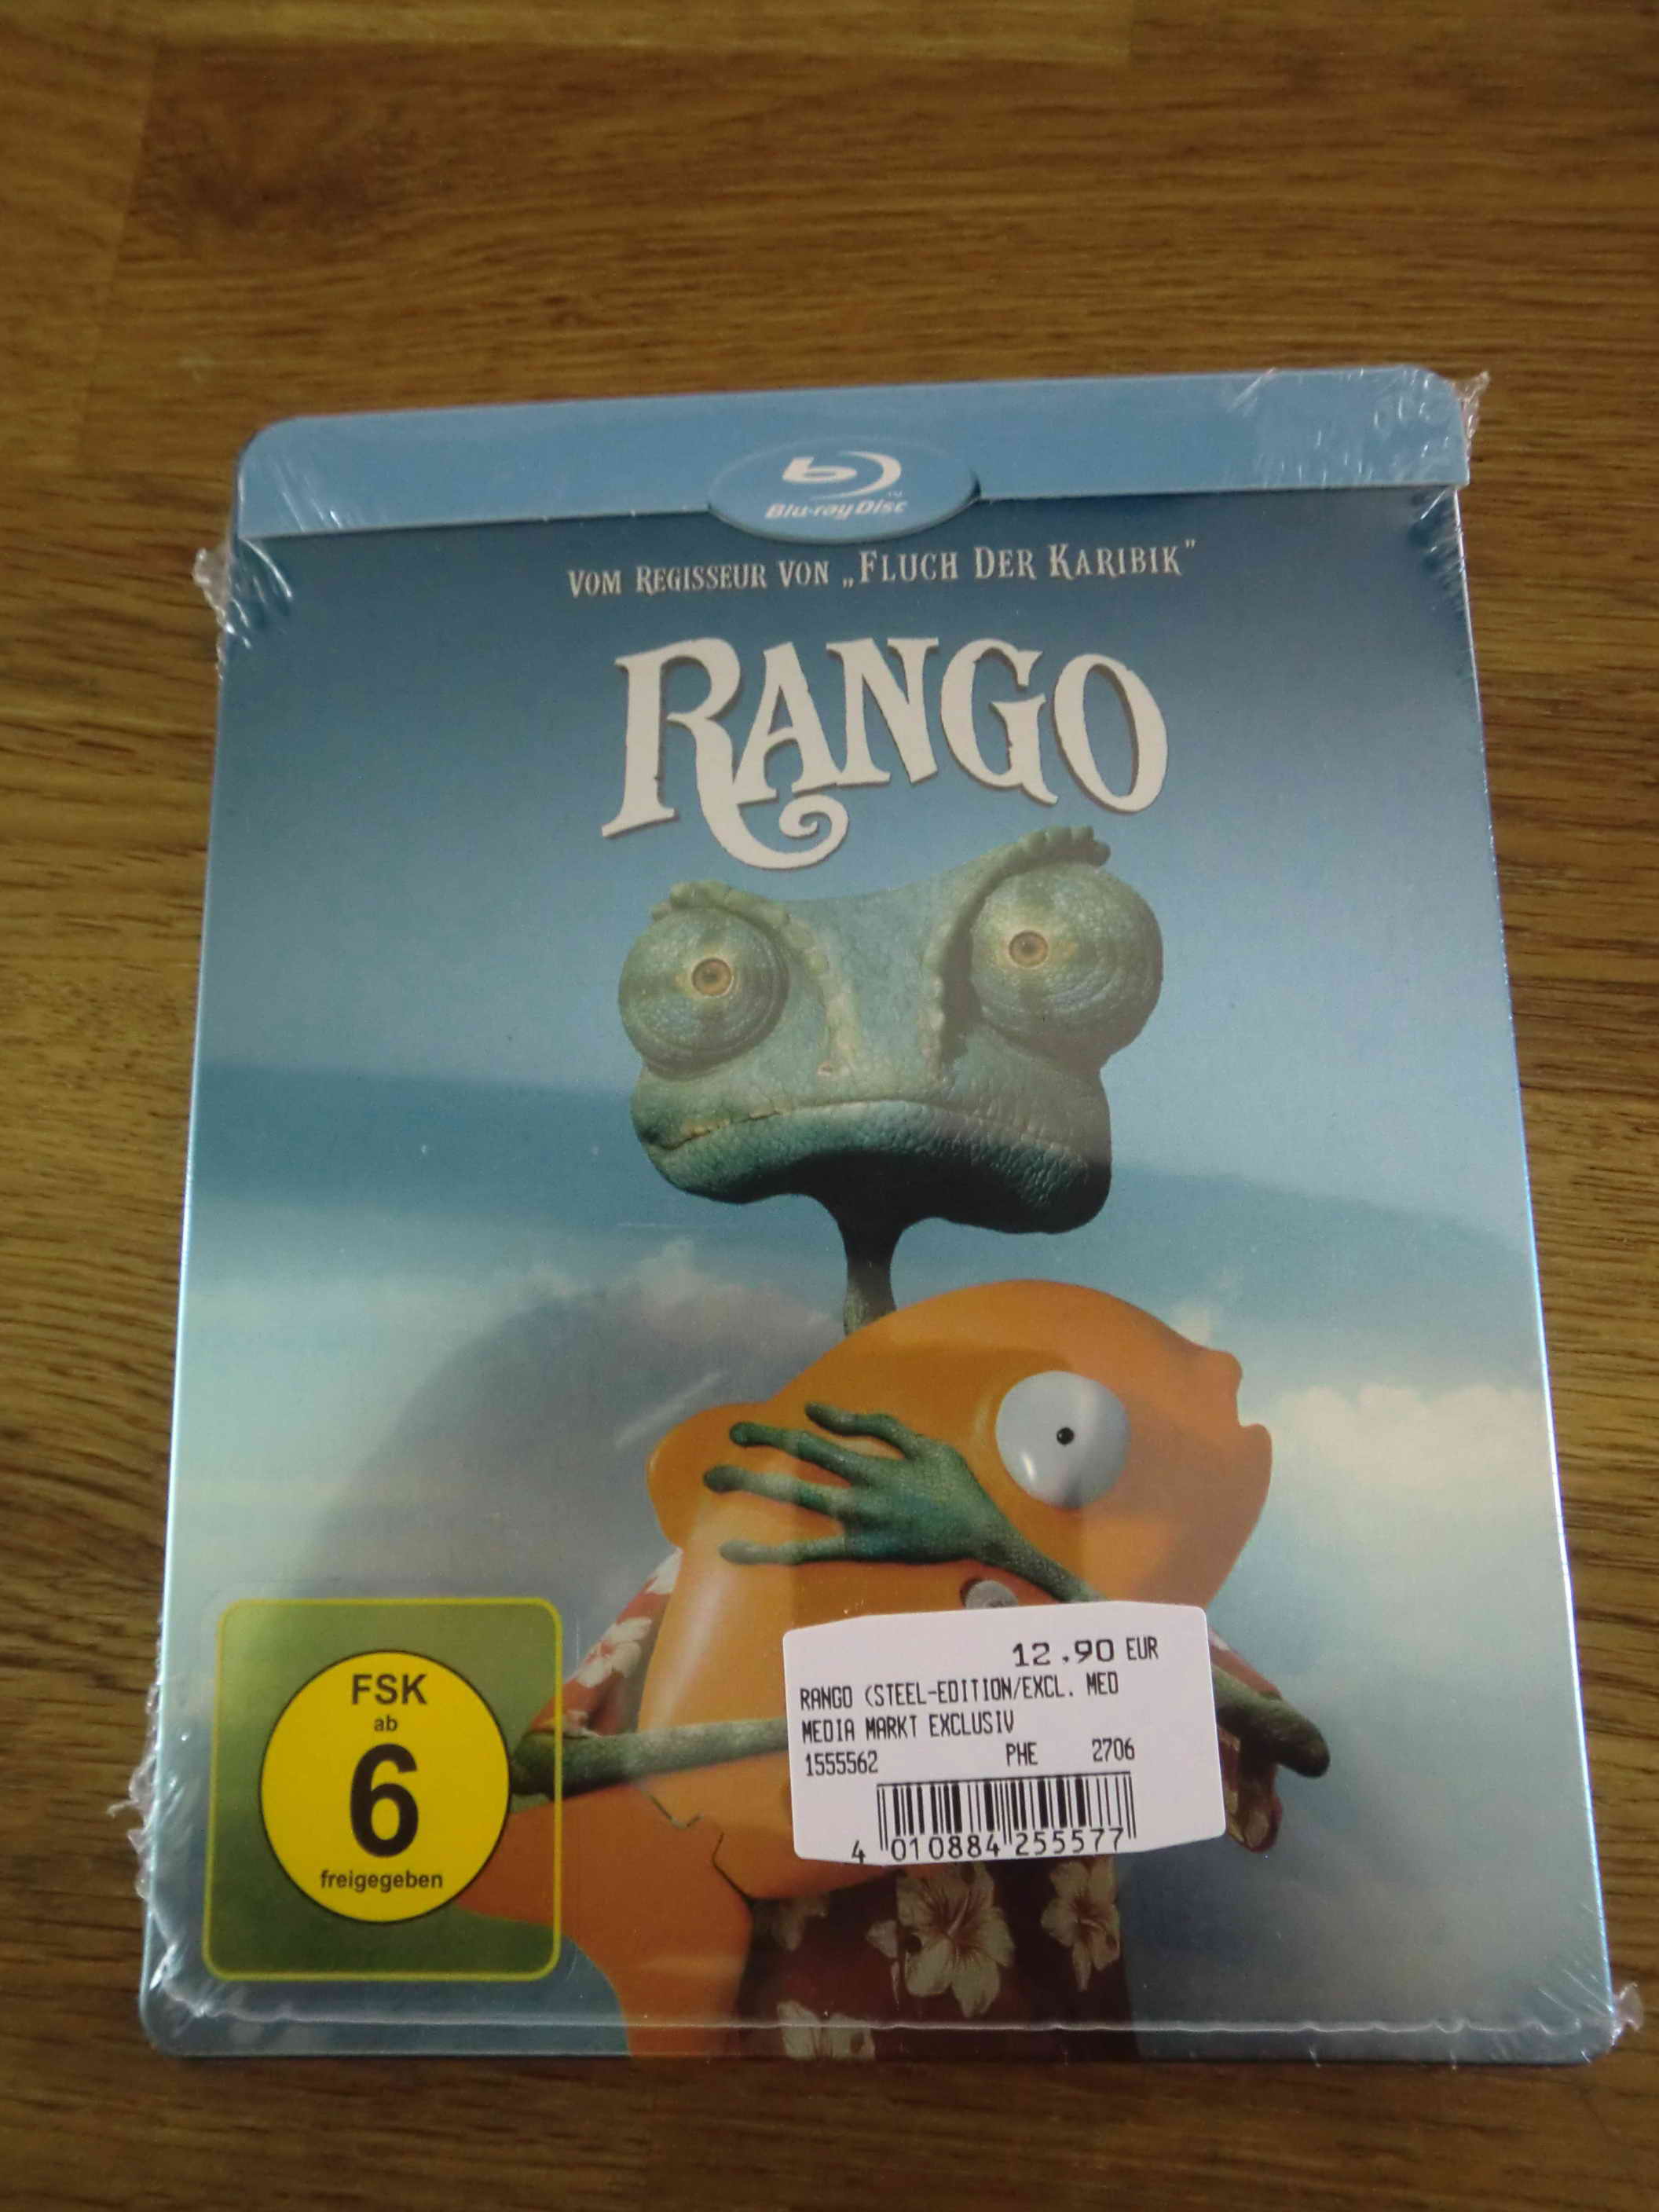 Blu-ray Disc
TM
VOM REGISSEUR VON „FLUCH DER KARIBIK”
RANGO
12.90 EUR
RANGO (STEEL-EDITION/EXCL. MED
MEDIA MARKT EXCLUSIV
1555562 PHE 2706
4 010884 255577
FSK
ab
6
freigegeben